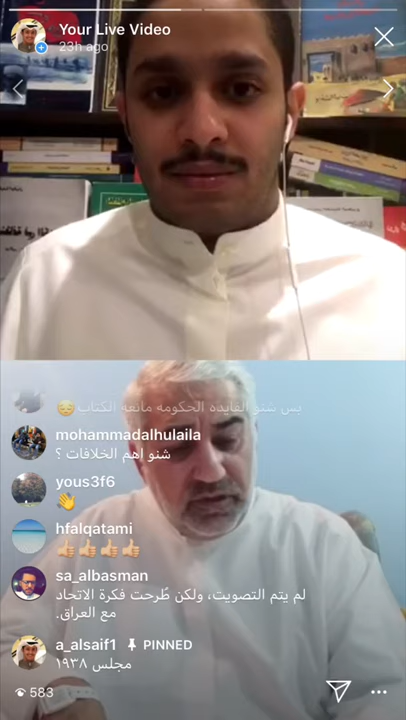 Your Live Video
23h ago
بس شنو الفايده الحكومه مانعه الكتاب😔
mohammadalhulaila
شنو اهم الخلافات ؟
yous3f6
👋
hfalqatami
👍🏼👍🏼👍🏼👍🏼
sa_albasman
لم يتم التصويت، ولكن طُرحت فكرة الاتحاد
مع العراق.
a_alsaif1 PINNED
مجلس ١٩٣٨
583